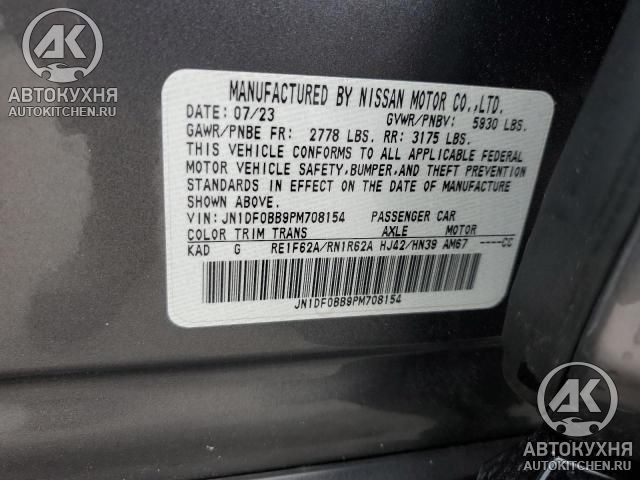 MANUFACTURED BY NISSAN MOTOR CO.,LTD.
DATE: 07/23 GVWR/PNBV: 5930 LBS.
GAWR/PNBE FR: 2778 LBS. RR: 3175 LBS.
THIS VEHICLE CONFORMS TO ALL APPLICABLE FEDERAL
MOTOR VEHICLE SAFETY,BUMPER,AND THEFT PREVENTION
STANDARDS IN EFFECT ON THE DATE OF MANUFACTURE
SHOWN ABOVE.
VIN: JN1DF0BB9PM708154 PASSENGER CAR
COLOR TRIM TRANS AXLE MOTOR
KAD G RE1F62A/RN1R62A HJ42/HN39 AM67 ----CC
JN1DF0BB9PM708154
АК
АВТОКУХНЯ
AUTOKITCHEN.RU
АК
АВТОКУХНЯ
AUTOKITCHEN.RU